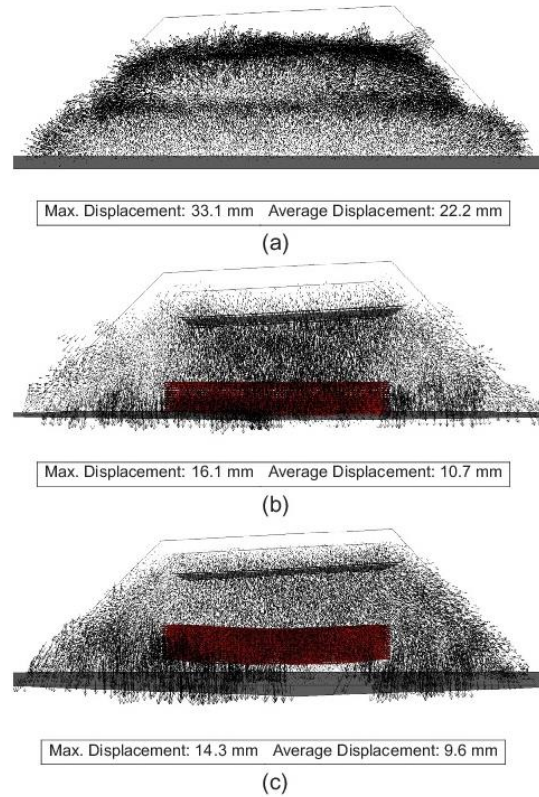 Max. Displacement: 33.1 mm Average Displacement: 22.2 mm
(a)
Max. Displacement: 16.1 mm Average Displacement: 10.7 mm
(b)
Max. Displacement: 14.3 mm Average Displacement: 9.6 mm
(c)